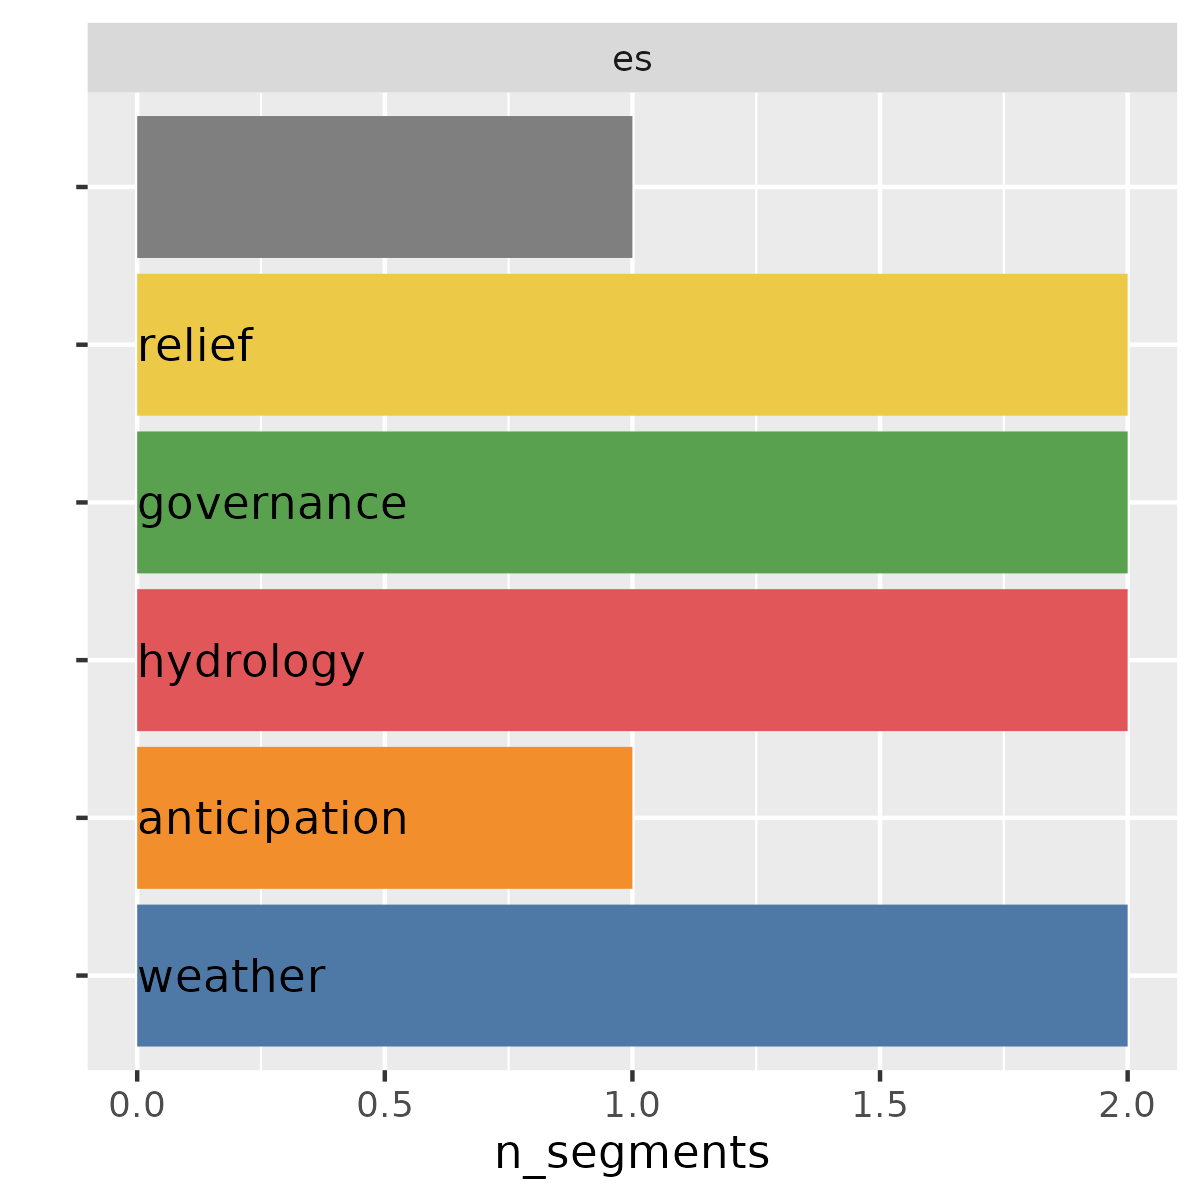 es
relief
governance
hydrology
anticipation
weather
0.0 0.5 1.0 1.5 2.0
n_segments